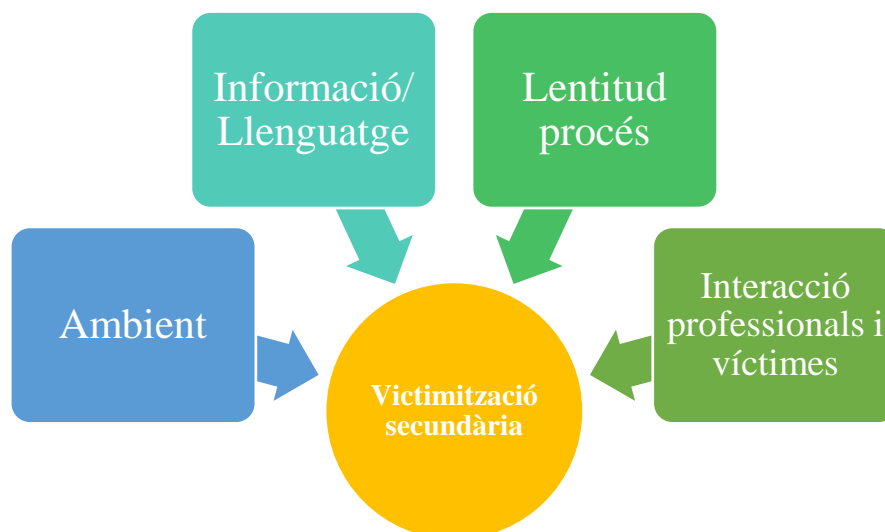 Informació/
Llenguatge
Lentitud
procés
Ambient
Interacció
professionals i
víctimes
Victimització
secundària